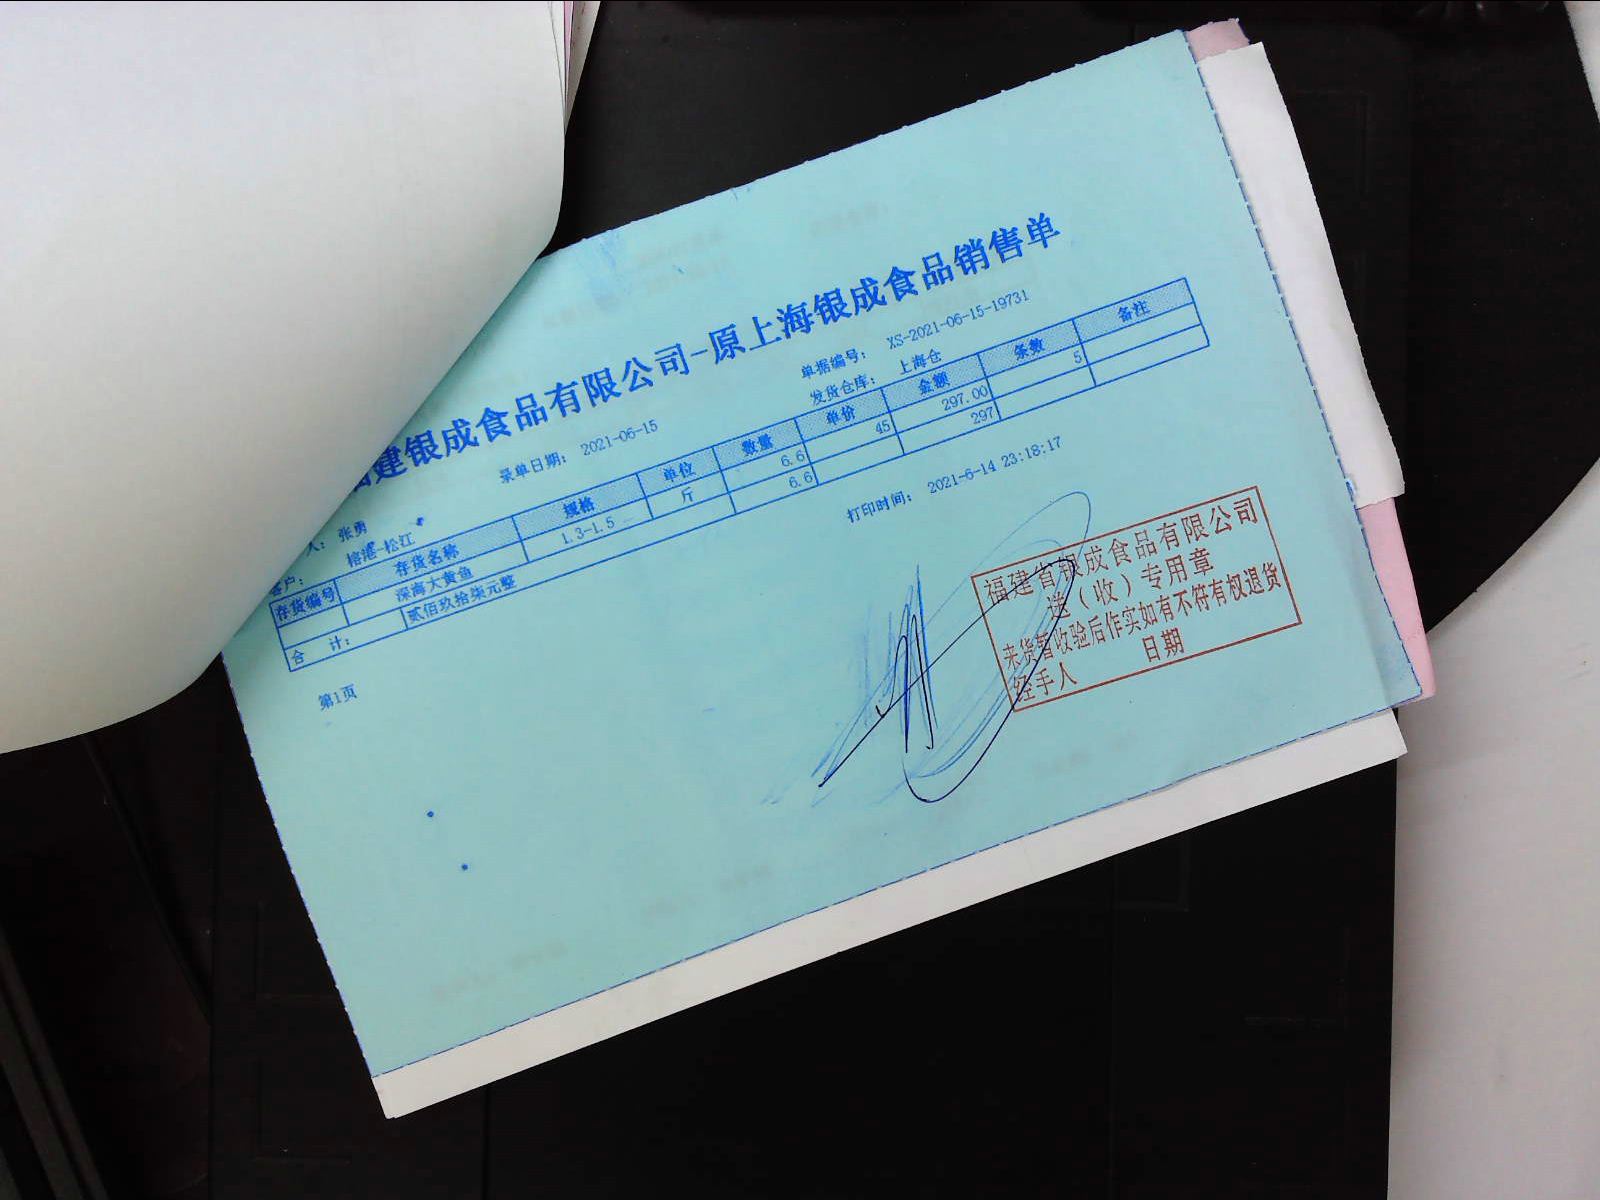 建银成食品有限公司-原上海银成食品销售单
单据编号： XS-2021-06-15-19731
录单日期： 2021-06-15
发货仓库： 上海仓
人： 张勇
客户： 榕港-松江
存货编号 存货名称 规格 单位 数量 单价 金额 条数 备注
深海大黄鱼 1.3-1.5 斤 6.6 45 297.00 5
合 计： 贰佰玖拾柒元整 6.6 297
第1页
打印时间： 2021-6-14 23:18:17
福建省银成食品有限公司
送（收）专用章
来货暂收验后作实如有不符有权退货
经手人 日期